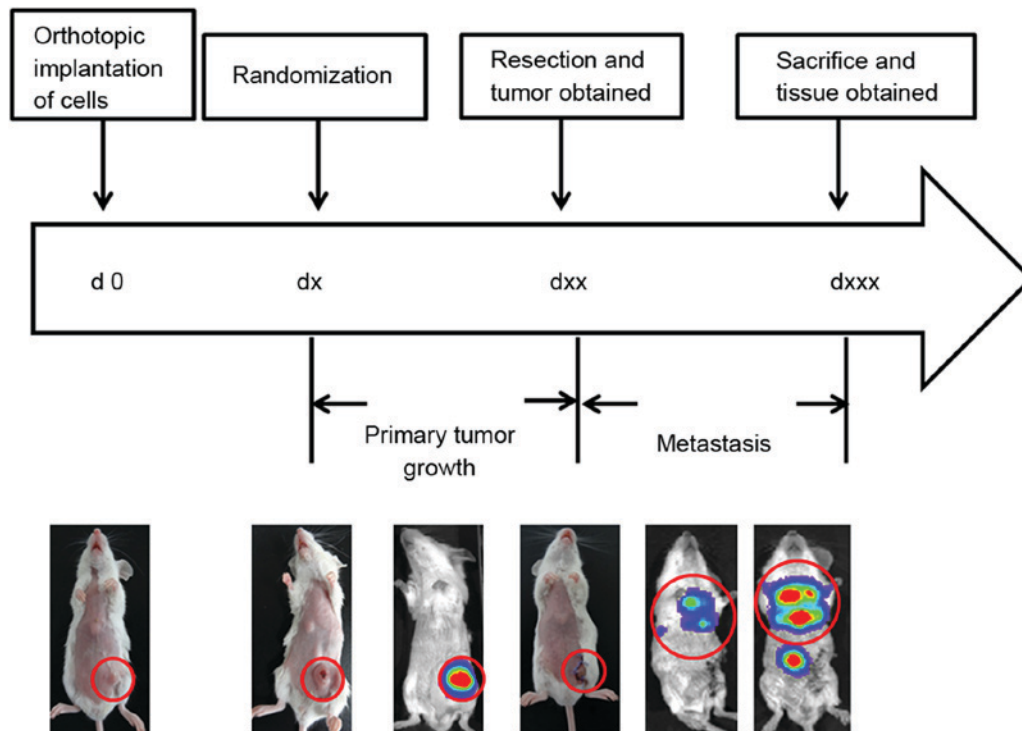 Orthotopic
implantation
of cells
Randomization
Resection and
tumor obtained
Sacrifice and
tissue obtained
d 0
dx
dxx
dxxx
Primary tumor
growth
Metastasis